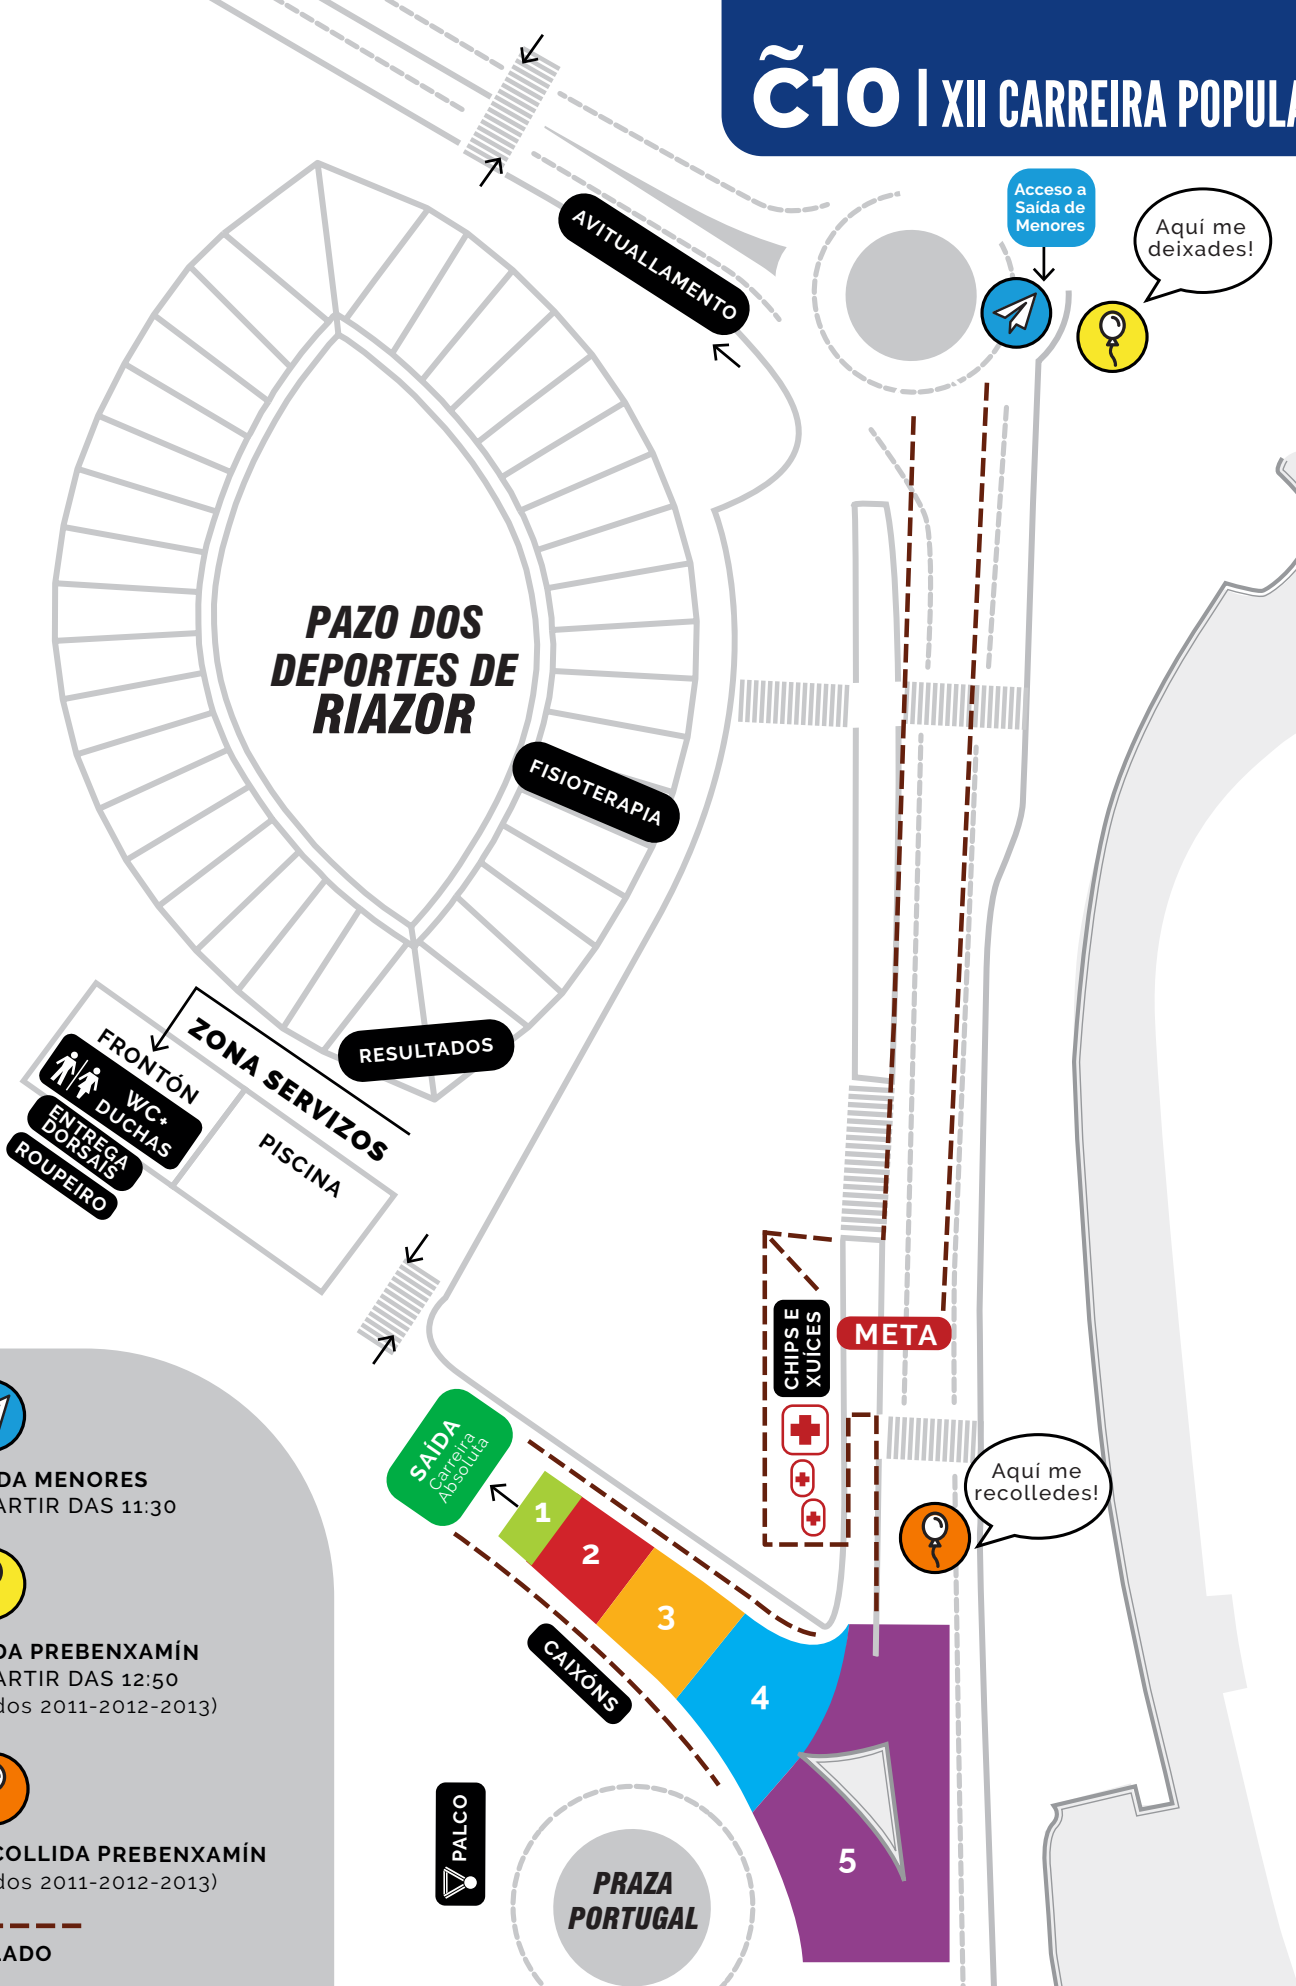 C̃10 | XII CARREIRA POPULA
Acceso a
Saída de
Menores
Aquí me
deixades!
AVITUALLAMENTO
PAZO DOS
DEPORTES DE
RIAZOR
FISIOTERAPIA
RESULTADOS
ZONA SERVIZOS
FRONTÓN
WC+
DUCHAS
ENTREGA
DORSAIS
ROUPEIRO
PISCINA
CHIPS E
XUÍCES
META
SAÍDA
Carreira
Absoluta
1
2
3
4
5
CAIXÓNS
Aquí me
recolledes!
PALCO
PRAZA
PORTUGAL
DA MENORES
ARTIR DAS 11:30
DA PREBENXAMÍN
ARTIR DAS 12:50
dos 2011-2012-2013)
COLLIDA PREBENXAMÍN
dos 2011-2012-2013)
LADO